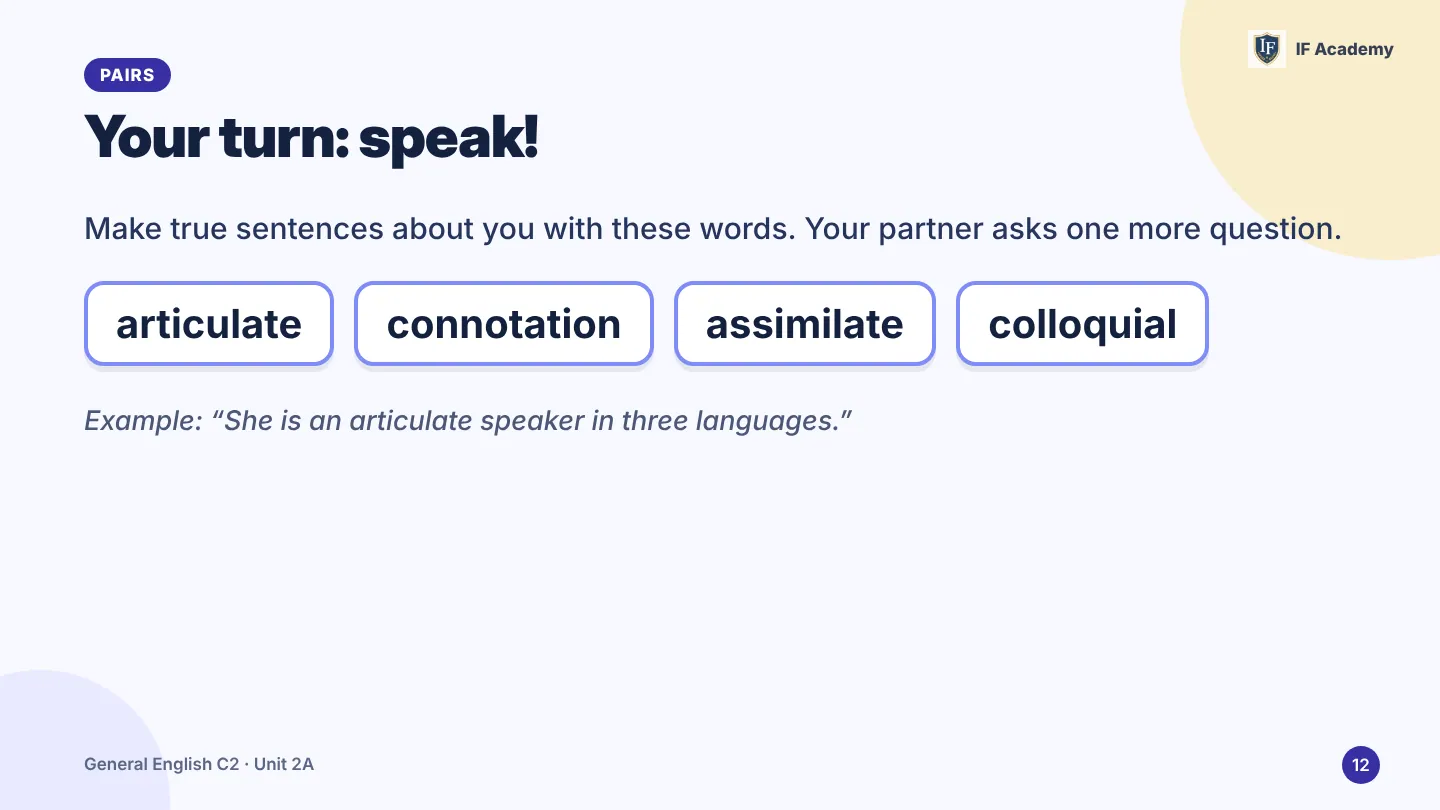 IF
IF Academy
PAIRS
Your turn: speak!
Make true sentences about you with these words. Your partner asks one more question.
articulate connotation assimilate colloquial
Example: “She is an articulate speaker in three languages.”
General English C2 · Unit 2A
12